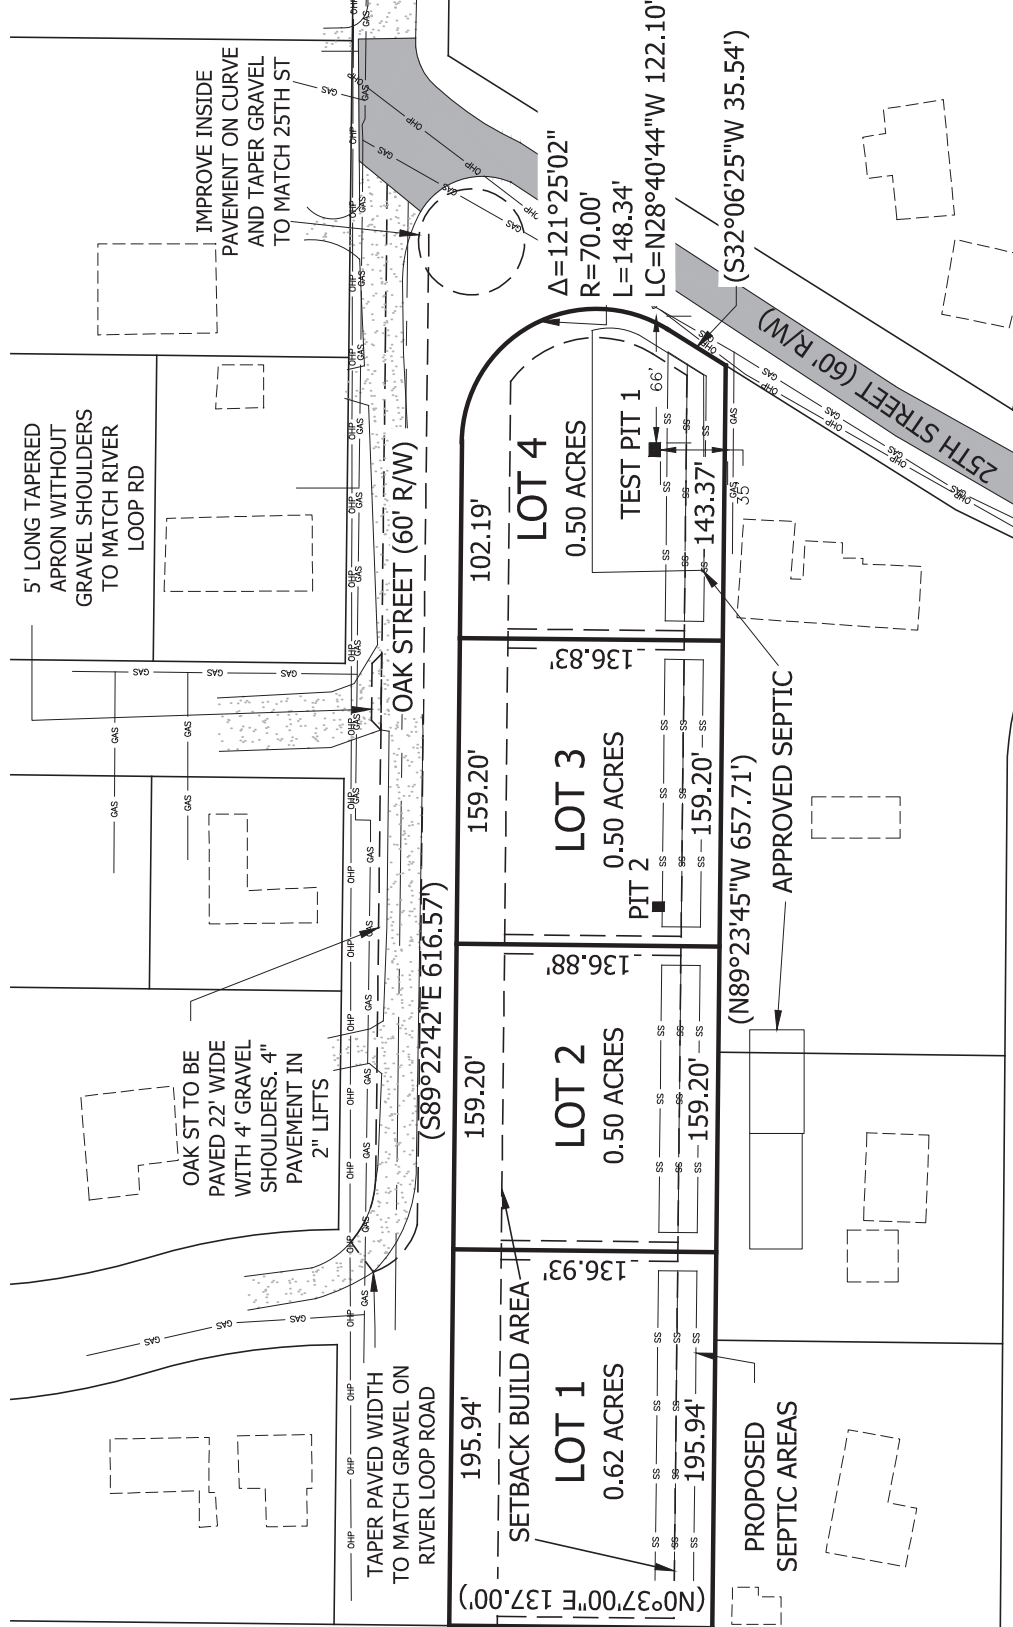 IMPROVE INSIDE
PAVEMENT ON CURVE
AND TAPER GRAVEL
TO MATCH 25TH ST
5' LONG TAPERED
APRON WITHOUT
GRAVEL SHOULDERS
TO MATCH RIVER
LOOP RD
OAK ST TO BE
PAVED 22' WIDE
WITH 4' GRAVEL
SHOULDERS. 4"
PAVEMENT IN
2" LIFTS
TAPER PAVED WIDTH
TO MATCH GRAVEL ON
RIVER LOOP ROAD
OAK STREET (60' R/W)
(S89°22'42"E 616.57')
Δ=121°25'02"
R=70.00'
L=148.34'
LC=N28°40'44"W 122.10'
(S32°06'25"W 35.54')
25TH STREET (60' R/W)
102.19'
LOT 4
0.50 ACRES
TEST PIT 1
66'
35'
143.37'
136.83'
159.20'
LOT 3
0.50 ACRES
PIT 2
159.20'
136.88'
159.20'
LOT 2
0.50 ACRES
159.20'
136.93'
195.94'
LOT 1
0.62 ACRES
195.94'
SETBACK BUILD AREA
(N0°37'00"E 137.00')
(N89°23'45"W 657.71')
APPROVED SEPTIC
PROPOSED
SEPTIC AREAS
OHP
GAS
SS